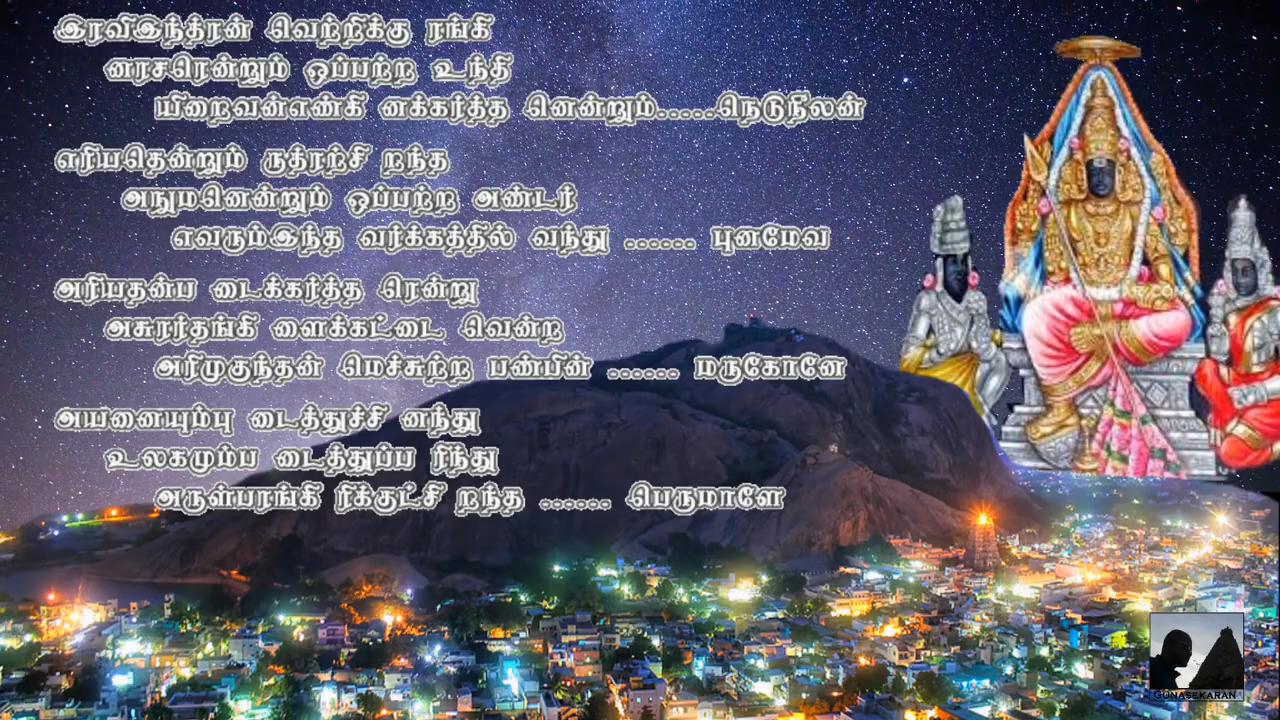 இரவிஇந்த்ரன் வெற்றிக்கு ரங்கி
னரசரென்றும் ஒப்பற்ற உந்தி
யிறைவன்எண்கி னக்கர்த்த னென்றும்.....நெடுநீலன்
எரியதென்றும் ருத்ரற்சி றந்த
அநுமனென்றும் ஒப்பற்ற அண்டர்
எவரும்இந்த வர்க்கத்தில் வந்து ...... புனமேவ
அரியதன்ப டைக்கர்த்த ரென்று
அசுரர்தங்கி ளைக்கட்டை வென்ற
அரிமுகுந்தன் மெச்சுற்ற பண்பின் ...... மருகோனே
அயனையும்பு டைத்துச்சி னந்து
உலகமும்ப டைத்துப்ப ரிந்து
அருள்பரங்கி ரிக்குட்சி றந்த ...... பெருமாளே
GUNASEKARAN